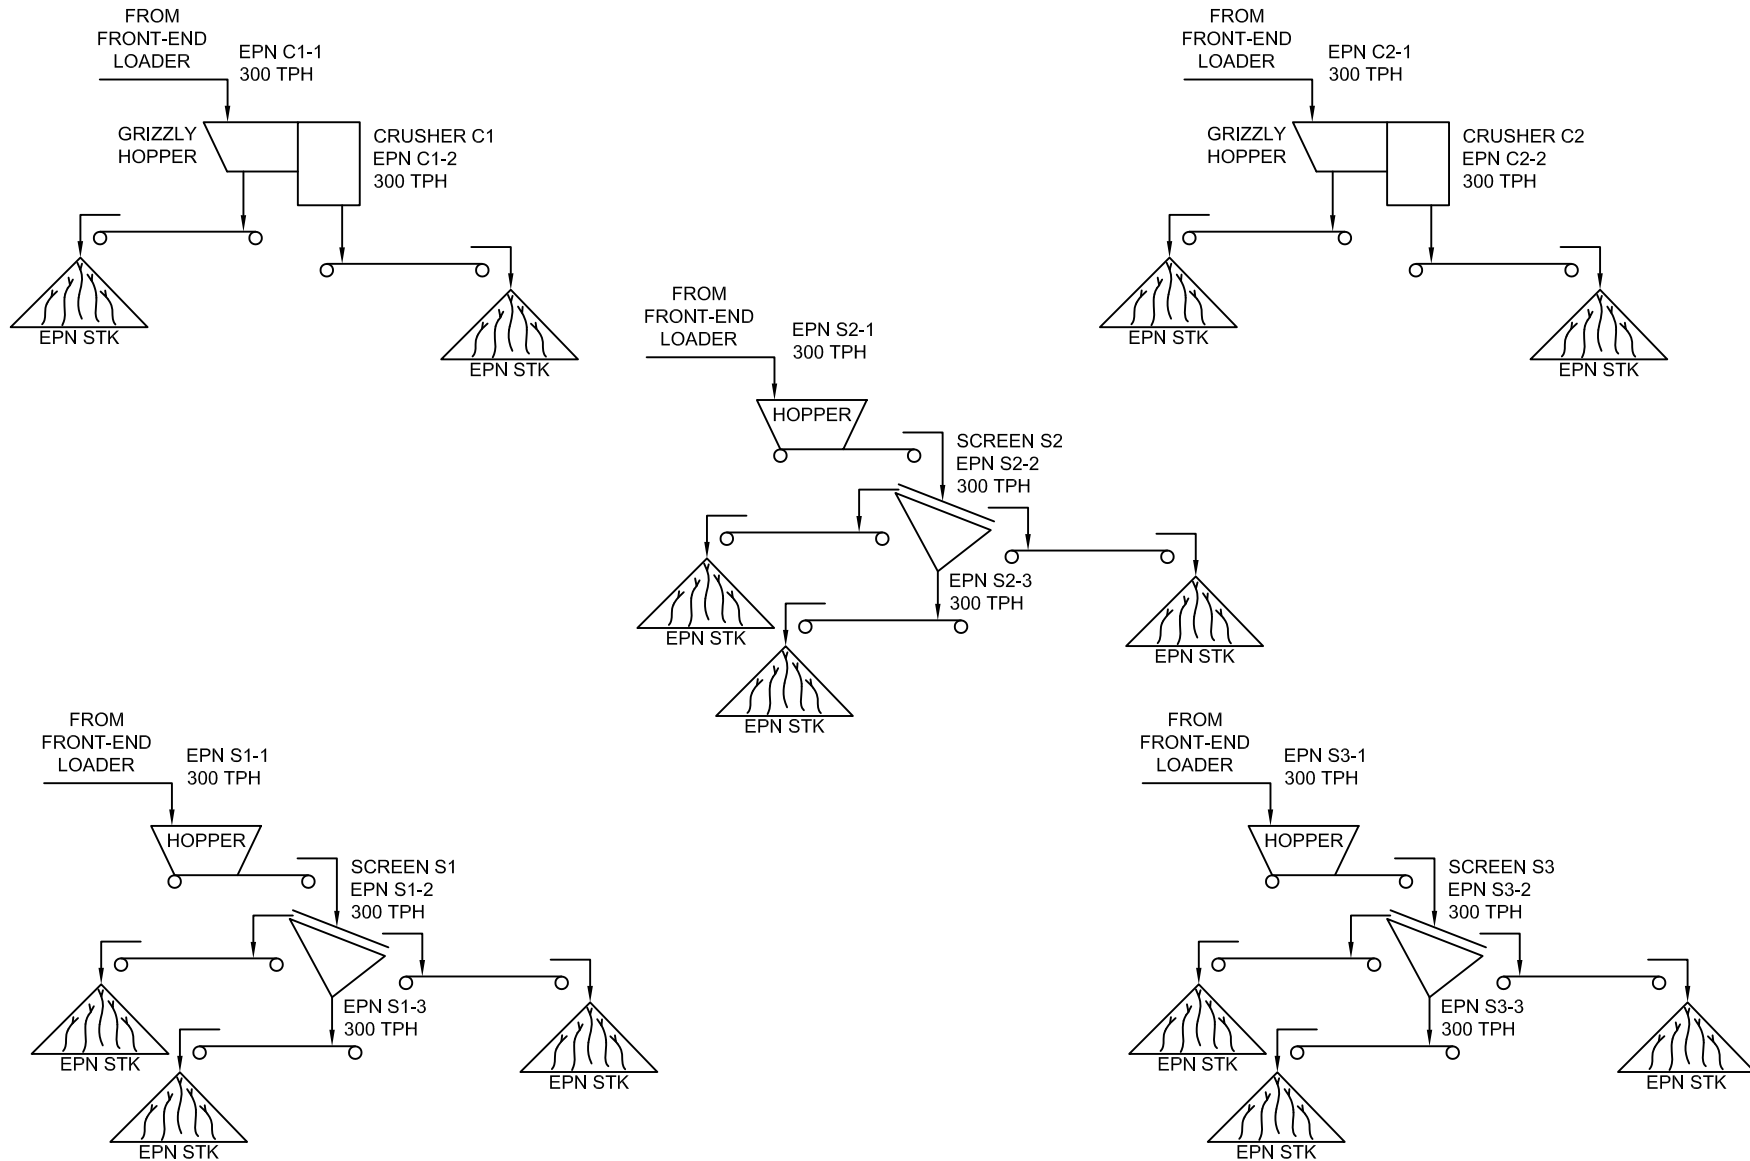 FROM
FRONT-END
LOADER
EPN C1-1
300 TPH
GRIZZLY
HOPPER
CRUSHER C1
EPN C1-2
300 TPH
EPN STK
EPN STK
FROM
FRONT-END
LOADER
EPN C2-1
300 TPH
GRIZZLY
HOPPER
CRUSHER C2
EPN C2-2
300 TPH
EPN STK
EPN STK
FROM
FRONT-END
LOADER
EPN S2-1
300 TPH
HOPPER
SCREEN S2
EPN S2-2
300 TPH
EPN S2-3
300 TPH
EPN STK
EPN STK
EPN STK
FROM
FRONT-END
LOADER
EPN S1-1
300 TPH
HOPPER
SCREEN S1
EPN S1-2
300 TPH
EPN S1-3
300 TPH
EPN STK
EPN STK
EPN STK
FROM
FRONT-END
LOADER
EPN S3-1
300 TPH
HOPPER
SCREEN S3
EPN S3-2
300 TPH
EPN S3-3
300 TPH
EPN STK
EPN STK
EPN STK